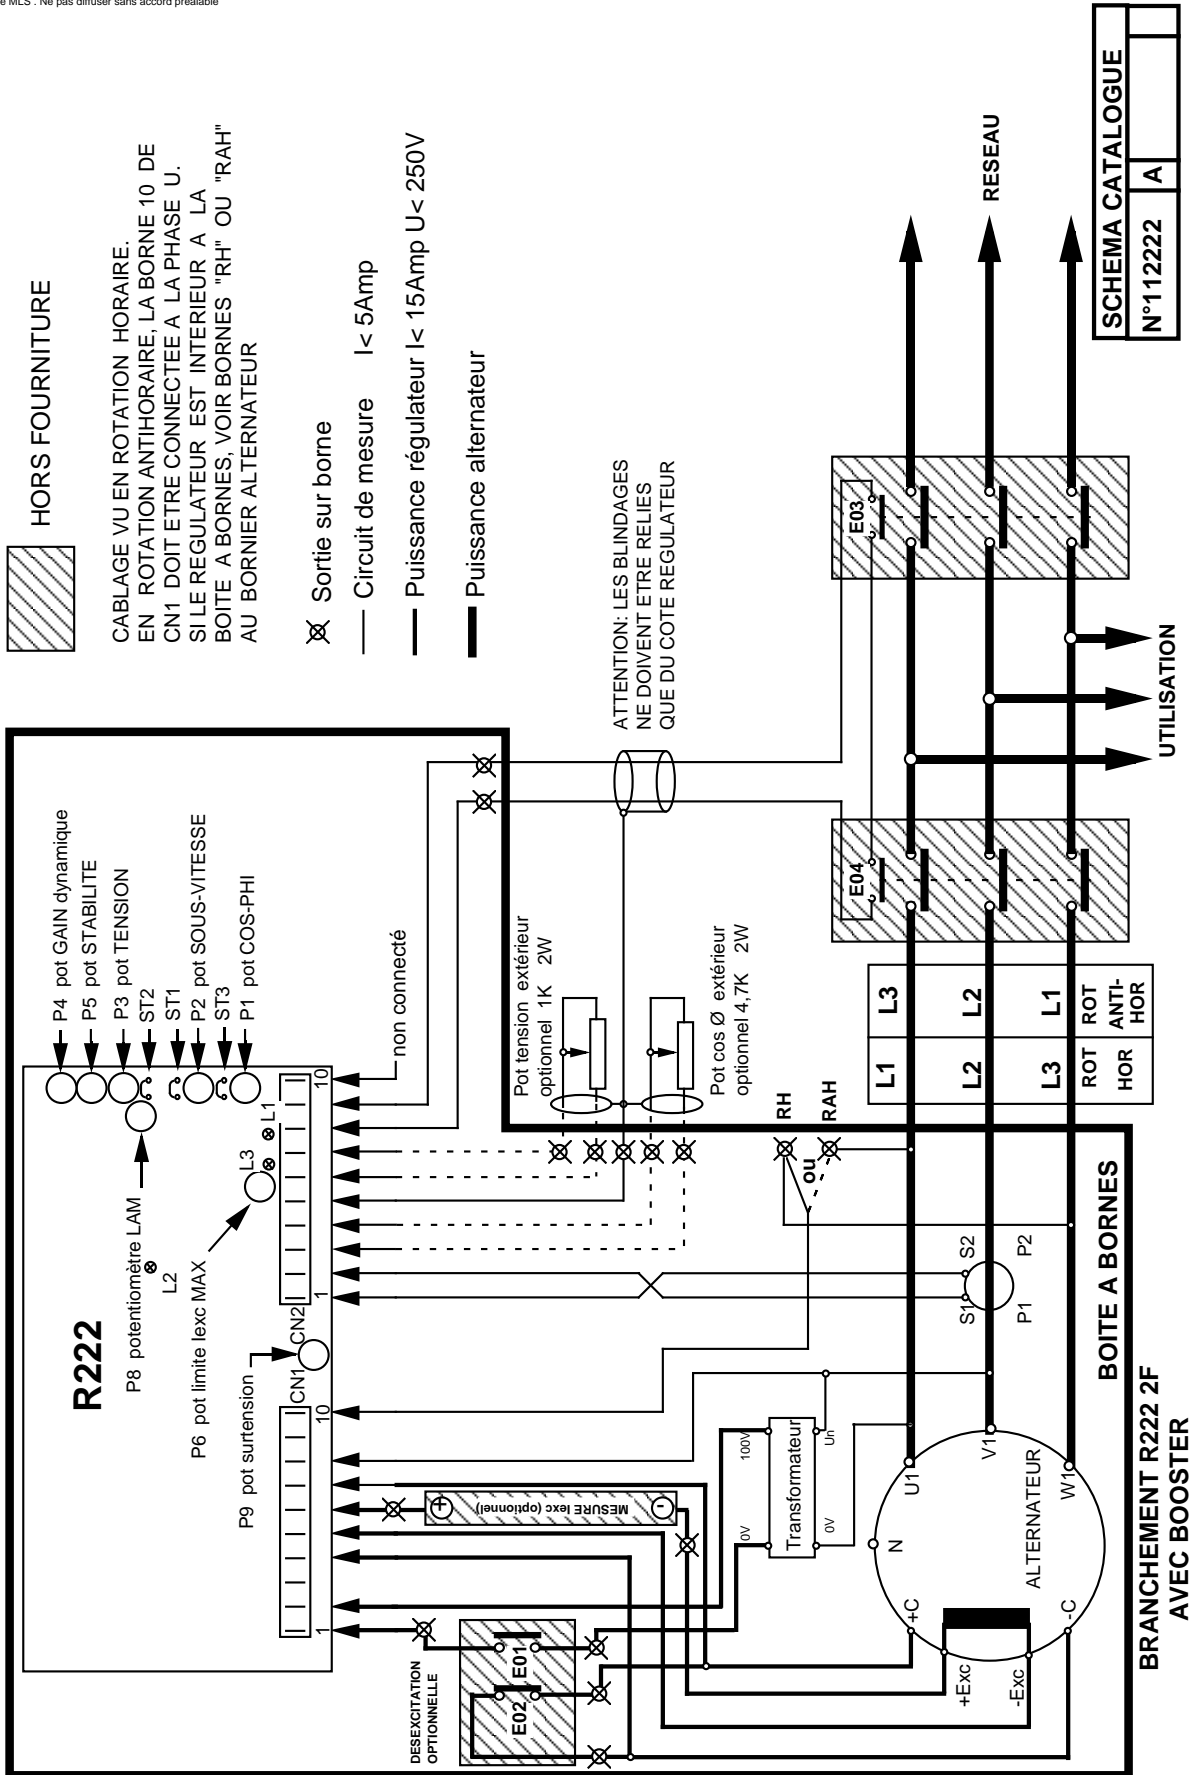 e MLS . Ne pas diffuser sans accord préalable
HORS FOURNITURE
CABLAGE VU EN ROTATION HORAIRE.
EN ROTATION ANTIHORAIRE, LA BORNE 10 DE
CN1 DOIT ETRE CONNECTEE A LA PHASE U.
SI LE REGULATEUR EST INTERIEUR A LA
BOITE A BORNES, VOIR BORNES "RH" OU "RAH"
AU BORNIER ALTERNATEUR
Sortie sur borne
Circuit de mesure I< 5Amp
Puissance régulateur I< 15Amp U< 250V
Puissance alternateur
R222
P4 pot GAIN dynamique
P5 pot STABILITE
P3 pot TENSION
ST2
ST1
P2 pot SOUS-VITESSE
ST3
P1 pot COS-PHI
P8 potentiomètre LAM
L2
P6 pot limite Iexc MAX
L3
L1
P9 pot surtension
CN1
CN2
1
10
1
10
non connecté
DESEXCITATION
OPTIONNELLE
E01
E02
MESURE Iexc (optionnel)
+
-
Pot tension extérieur
optionnel 1K 2W
Pot cos Ø extérieur
optionnel 4,7K 2W
ATTENTION: LES BLINDAGES
NE DOIVENT ETRE RELIES
QUE DU COTE REGULATEUR
RH
ou
RAH
Transformateur
0V
100V
0V
Un
S1
S2
P1
P2
ALTERNATEUR
N
U1
V1
W1
+C
-C
+Exc
-Exc
BOITE A BORNES
L1
L3
L2
L2
L3
L1
ROT
HOR
ROT
ANTI-
HOR
E04
E03
UTILISATION
RESEAU
BRANCHEMENT R222 2F
AVEC BOOSTER
SCHEMA CATALOGUE
N°112222
A